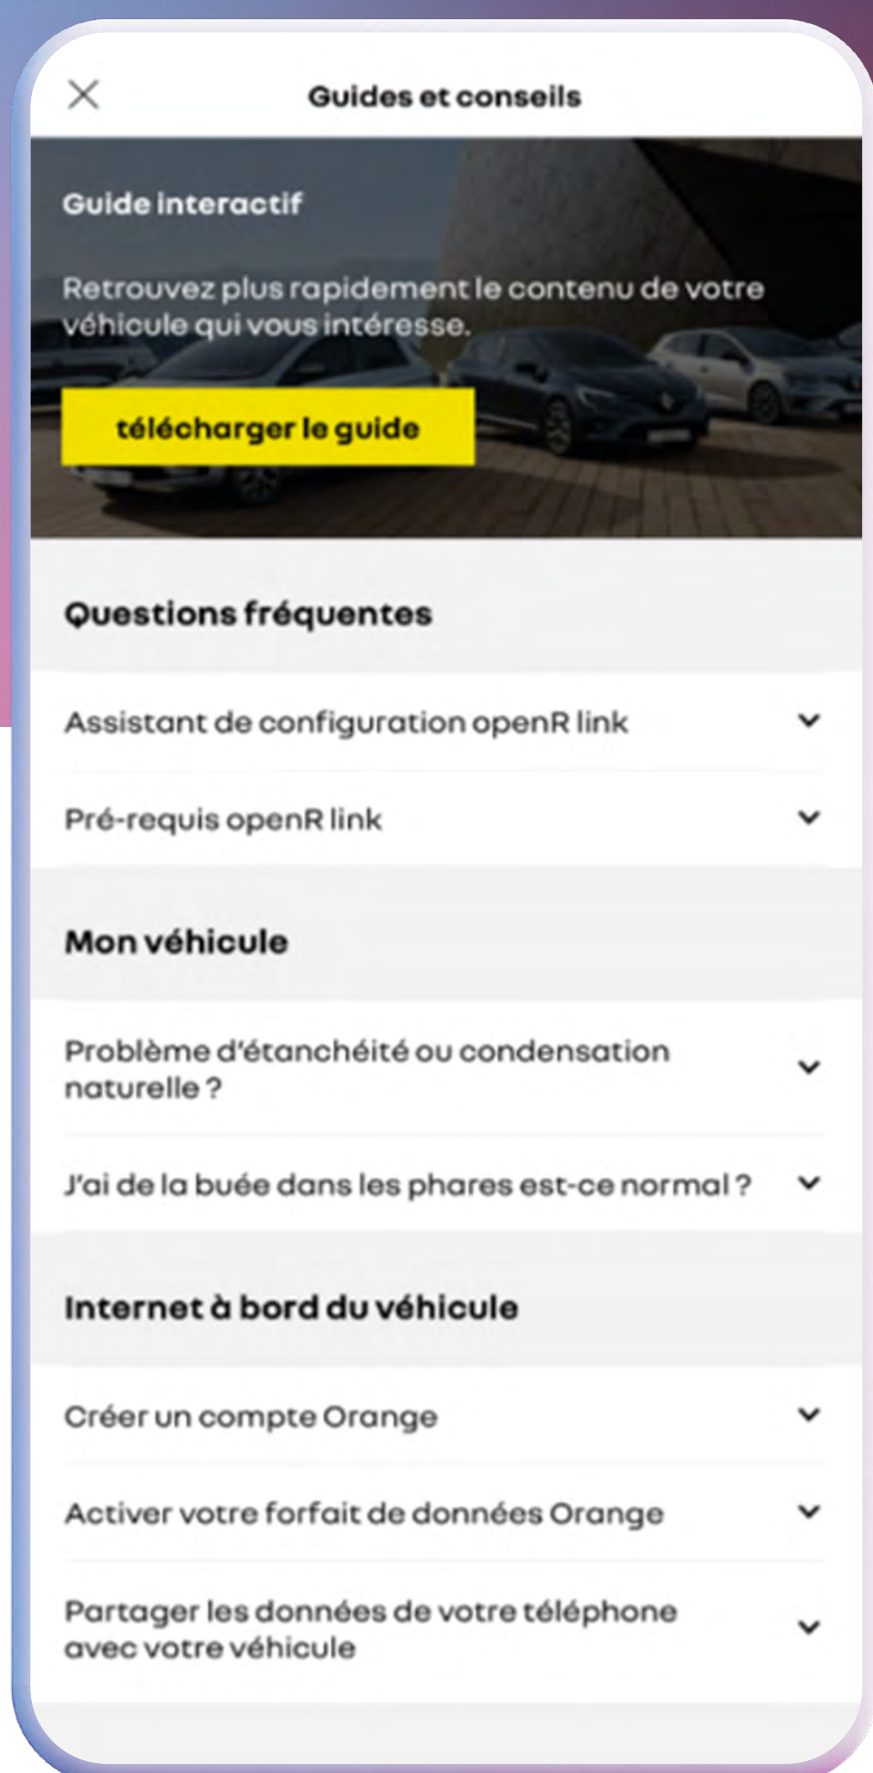 Guides et conseils
Guide interactif
Retrouvez plus rapidement le contenu de votre
véhicule qui vous intéresse.
télécharger le guide
Questions fréquentes
Assistant de configuration openR link
Pré-requis openR link
Mon véhicule
Problème d'étanchéité ou condensation
naturelle ?
J'ai de la buée dans les phares est-ce normal ?
Internet à bord du véhicule
Créer un compte Orange
Activer votre forfait de données Orange
Partager les données de votre téléphone
avec votre véhicule